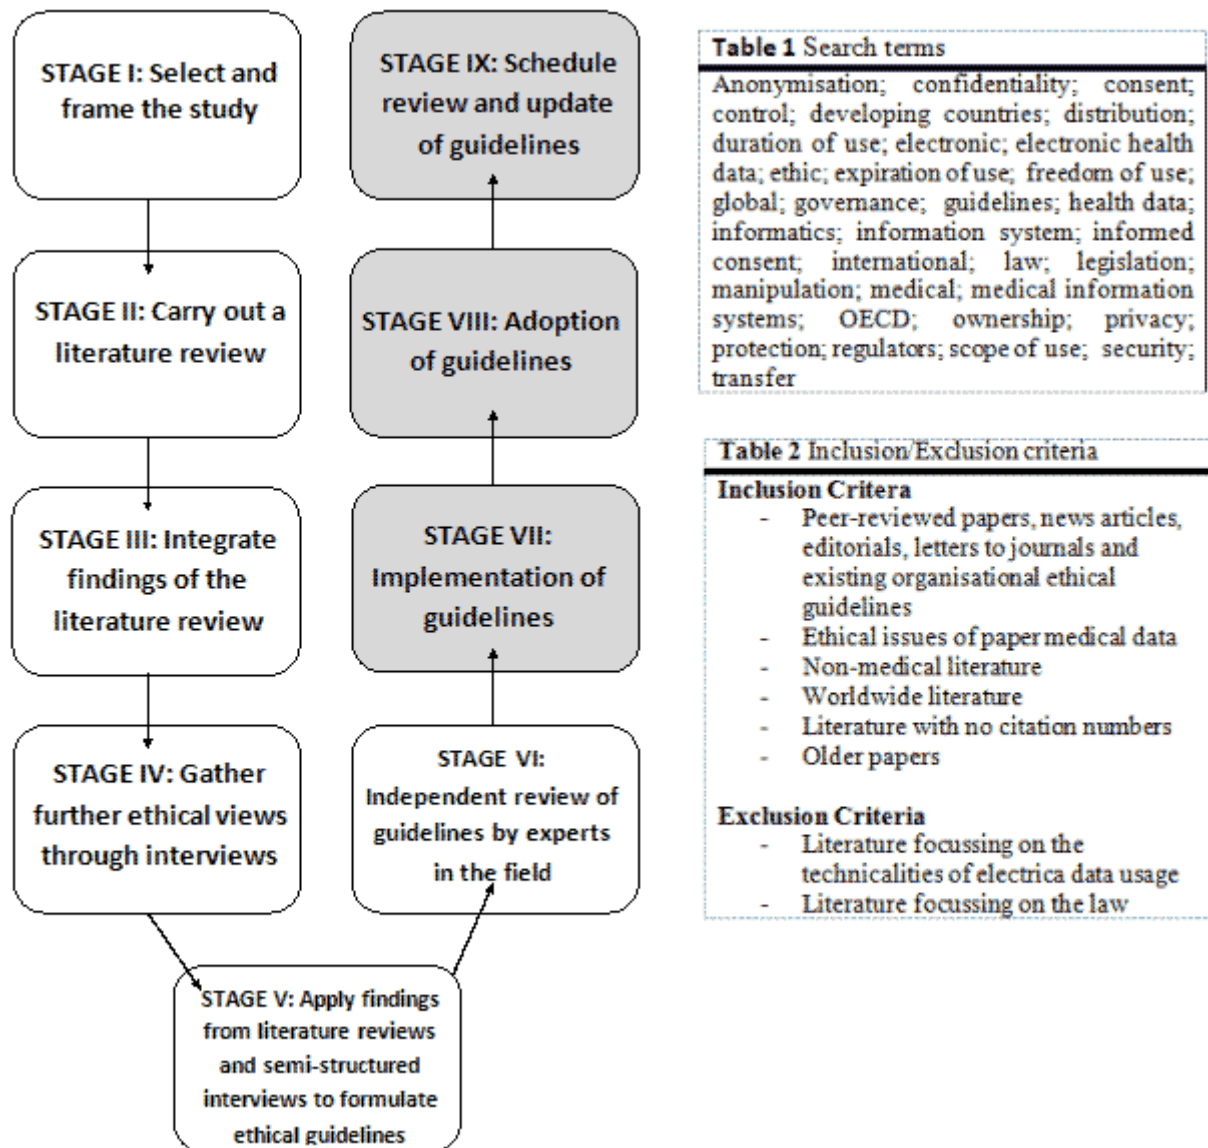 STAGE I: Select and
frame the study
STAGE II: Carry out a
literature review
STAGE III: Integrate
findings of the
literature review
STAGE IV: Gather
further ethical views
through interviews
STAGE V: Apply findings
from literature reviews
and semi-structured
interviews to formulate
ethical guidelines
STAGE VI:
Independent review of
guidelines by experts
in the field
STAGE VII:
Implementation of
guidelines
STAGE VIII: Adoption
of guidelines
STAGE IX: Schedule
review and update
of guidelines
Table 1 Search terms
Anonymisation; confidentiality; consent;
control; developing countries; distribution;
duration of use; electronic; electronic health
data; ethic; expiration of use; freedom of use;
global; governance; guidelines; health data;
informatics; information system; informed
consent; international; law; legislation;
manipulation; medical; medical information
systems; OECD; ownership; privacy;
protection; regulators; scope of use; security;
transfer
Table 2 Inclusion/Exclusion criteria
Inclusion Critera
- Peer-reviewed papers, news articles,
editorials, letters to journals and
existing organisational ethical
guidelines
- Ethical issues of paper medical data
- Non-medical literature
- Worldwide literature
- Literature with no citation numbers
- Older papers
Exclusion Criteria
- Literature focussing on the
technicalities of electrica data usage
- Literature focussing on the law